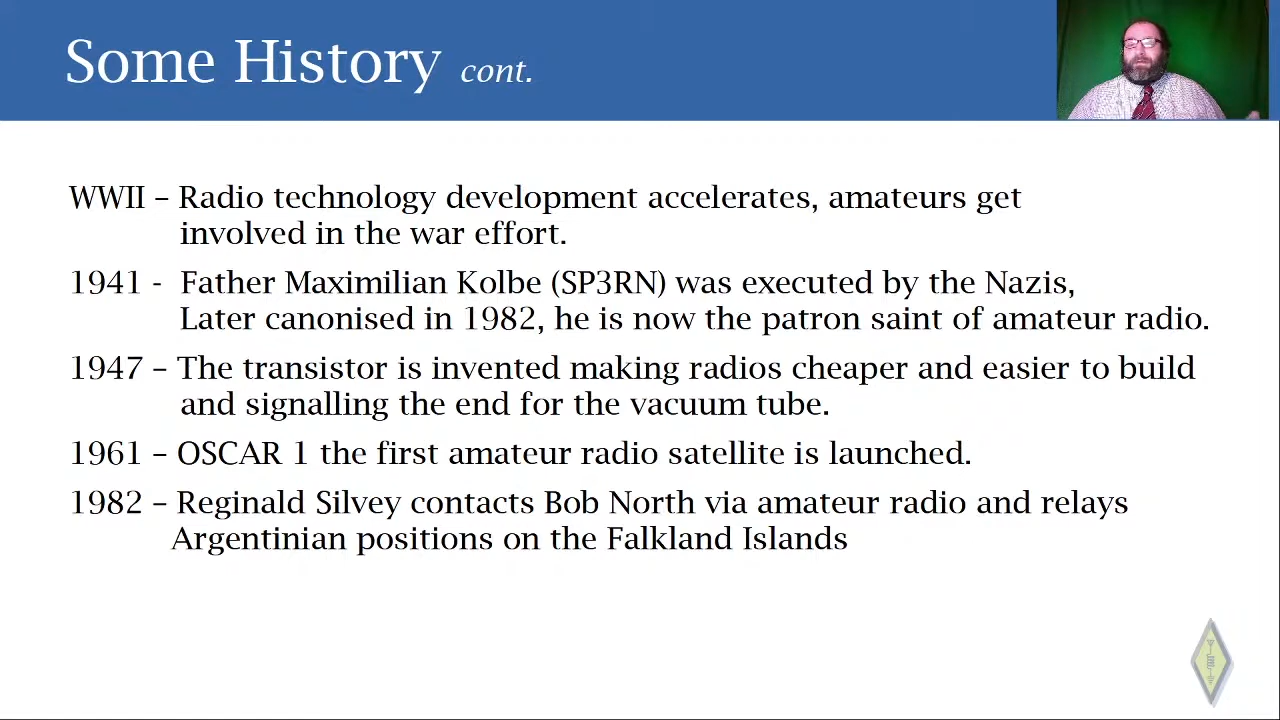 Some History cont.
WWII – Radio technology development accelerates, amateurs get
involved in the war effort.
1941 - Father Maximilian Kolbe (SP3RN) was executed by the Nazis,
Later canonised in 1982, he is now the patron saint of amateur radio.
1947 – The transistor is invented making radios cheaper and easier to build
and signalling the end for the vacuum tube.
1961 – OSCAR 1 the first amateur radio satellite is launched.
1982 – Reginald Silvey contacts Bob North via amateur radio and relays
Argentinian positions on the Falkland Islands